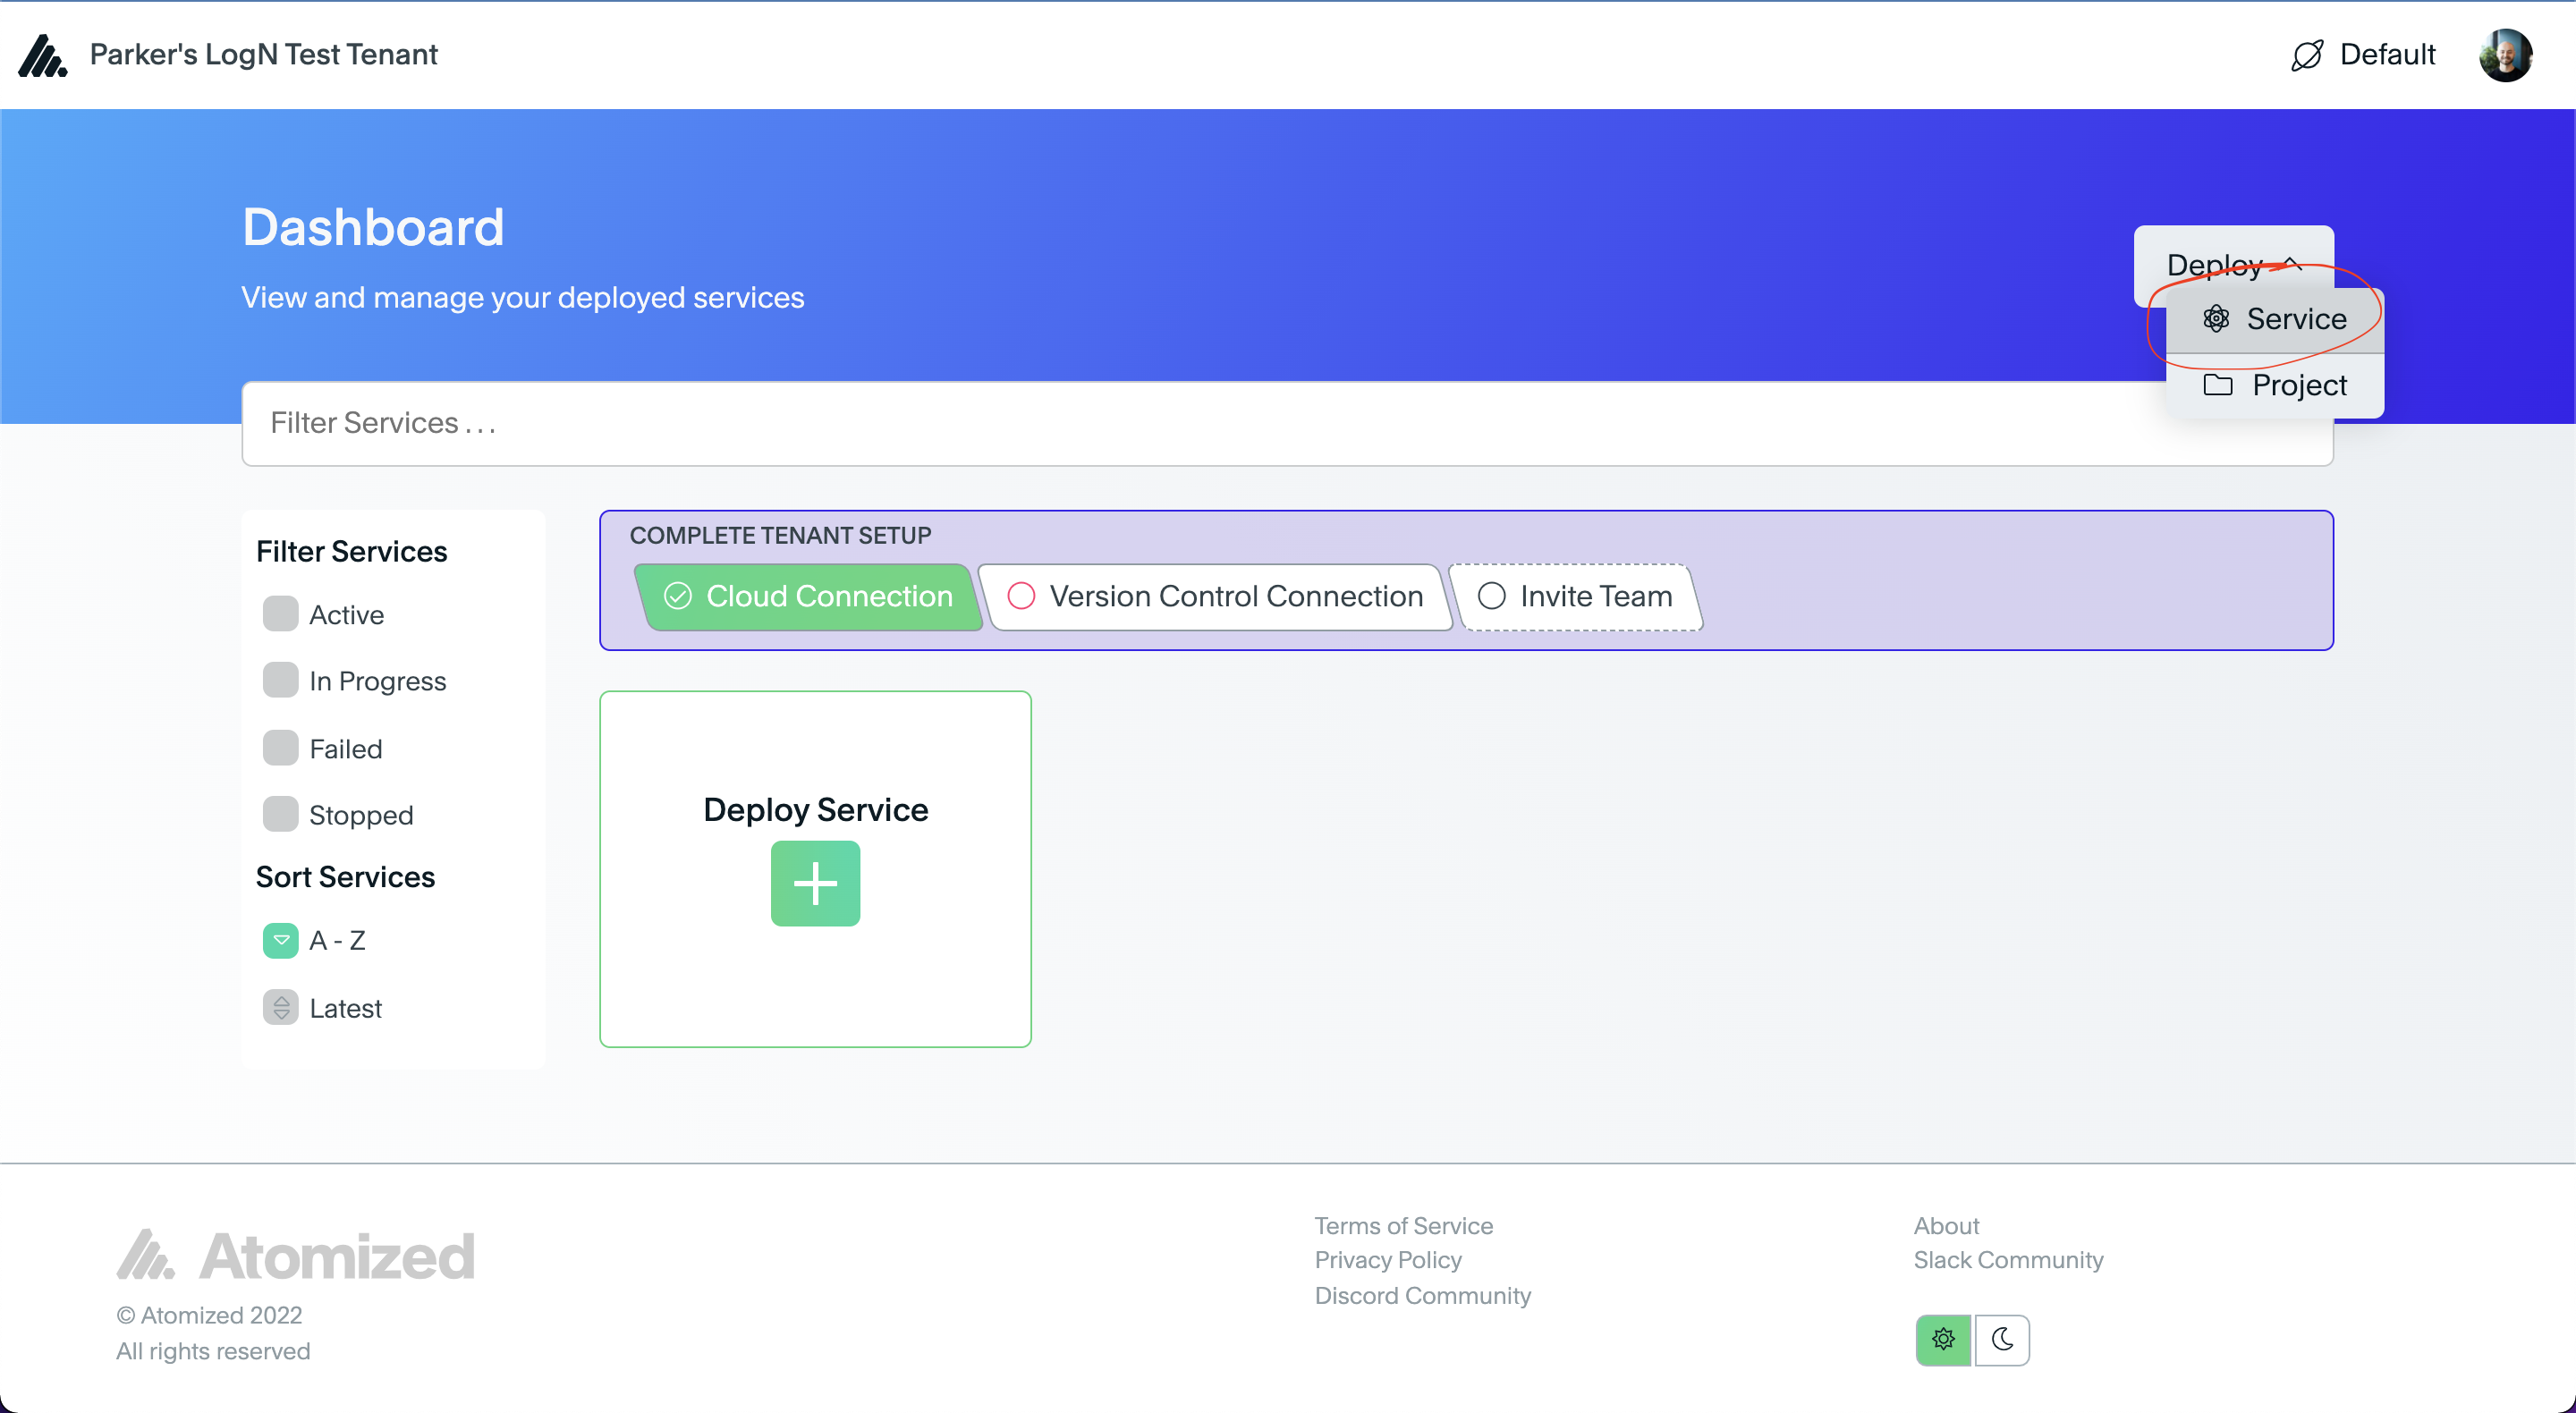 Parker's LogN Test Tenant
Default
Dashboard
View and manage your deployed services
Deploy
Service
Project
Filter Services . . .
Filter Services
Active
In Progress
Failed
Stopped
Sort Services
A - Z
Latest
COMPLETE TENANT SETUP
Cloud Connection
Version Control Connection
Invite Team
Deploy Service
Atomized
© Atomized 2022
All rights reserved
Terms of Service
Privacy Policy
Discord Community
About
Slack Community